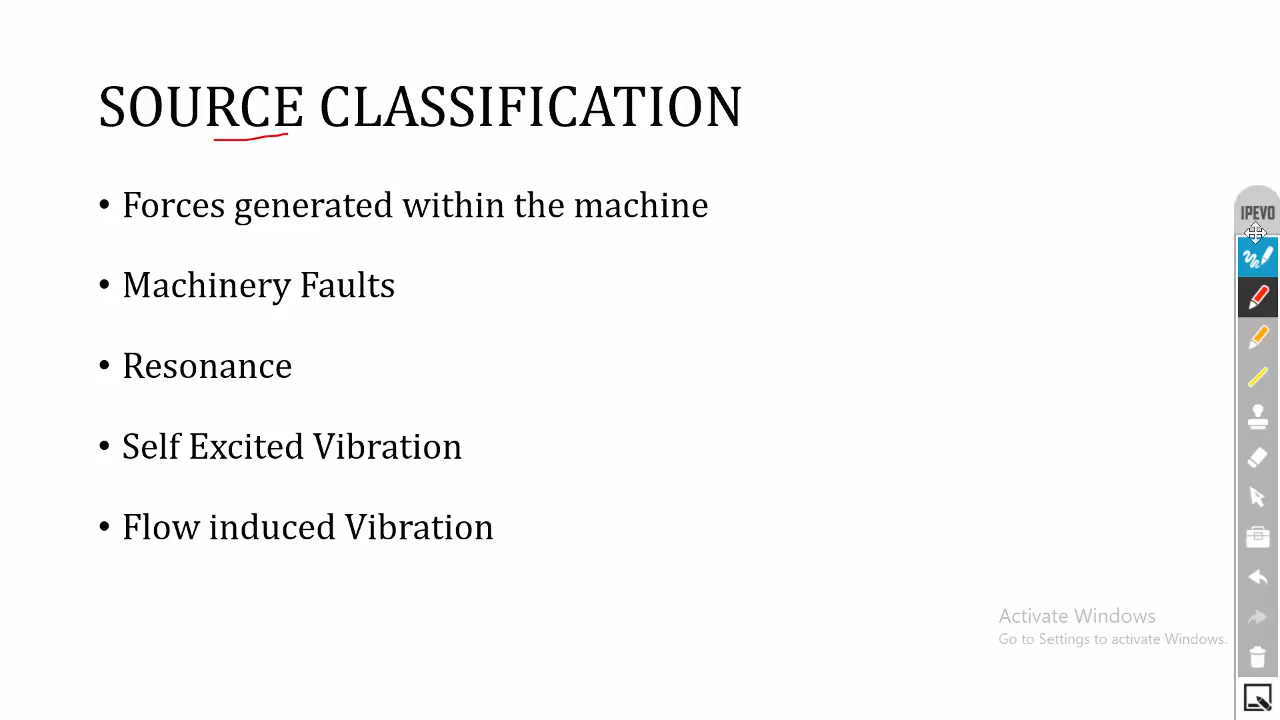 SOURCE CLASSIFICATION
• Forces generated within the machine
• Machinery Faults
• Resonance
• Self Excited Vibration
• Flow induced Vibration
IPEVO
Activate Windows
Go to Settings to activate Windows.